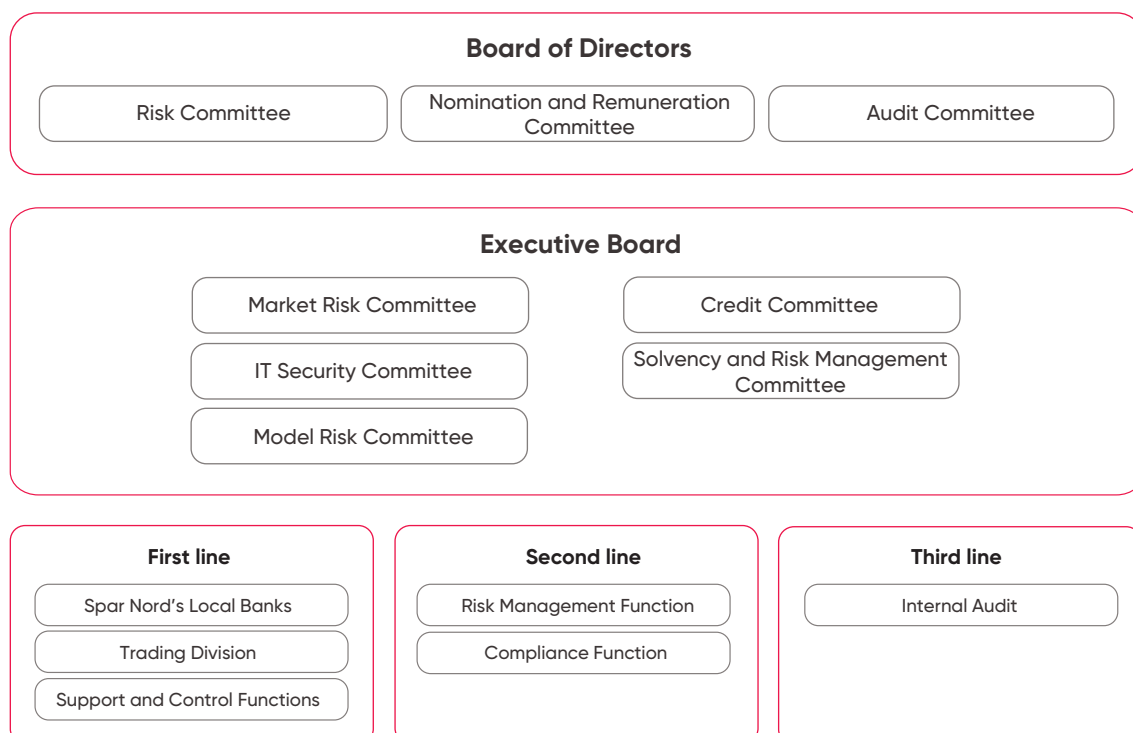 Board of Directors
Risk Committee
Nomination and Remuneration
Committee
Audit Committee
Executive Board
Market Risk Committee
Credit Committee
IT Security Committee
Solvency and Risk Management
Committee
Model Risk Committee
First line
Spar Nord’s Local Banks
Trading Division
Support and Control Functions
Second line
Risk Management Function
Compliance Function
Third line
Internal Audit